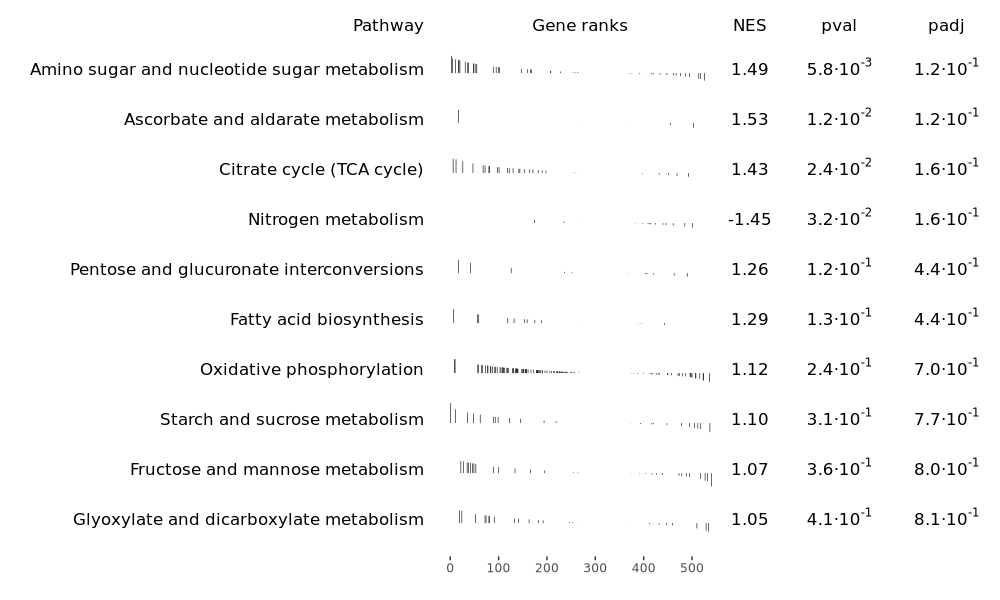 Pathway Gene ranks NES pval padj
Amino sugar and nucleotide sugar metabolism 1.49 5.8·10⁻³ 1.2·10⁻¹
Ascorbate and aldarate metabolism 1.53 1.2·10⁻² 1.2·10⁻¹
Citrate cycle (TCA cycle) 1.43 2.4·10⁻² 1.6·10⁻¹
Nitrogen metabolism -1.45 3.2·10⁻² 1.6·10⁻¹
Pentose and glucuronate interconversions 1.26 1.2·10⁻¹ 4.4·10⁻¹
Fatty acid biosynthesis 1.29 1.3·10⁻¹ 4.4·10⁻¹
Oxidative phosphorylation 1.12 2.4·10⁻¹ 7.0·10⁻¹
Starch and sucrose metabolism 1.10 3.1·10⁻¹ 7.7·10⁻¹
Fructose and mannose metabolism 1.07 3.6·10⁻¹ 8.0·10⁻¹
Glyoxylate and dicarboxylate metabolism 1.05 4.1·10⁻¹ 8.1·10⁻¹
0 100 200 300 400 500